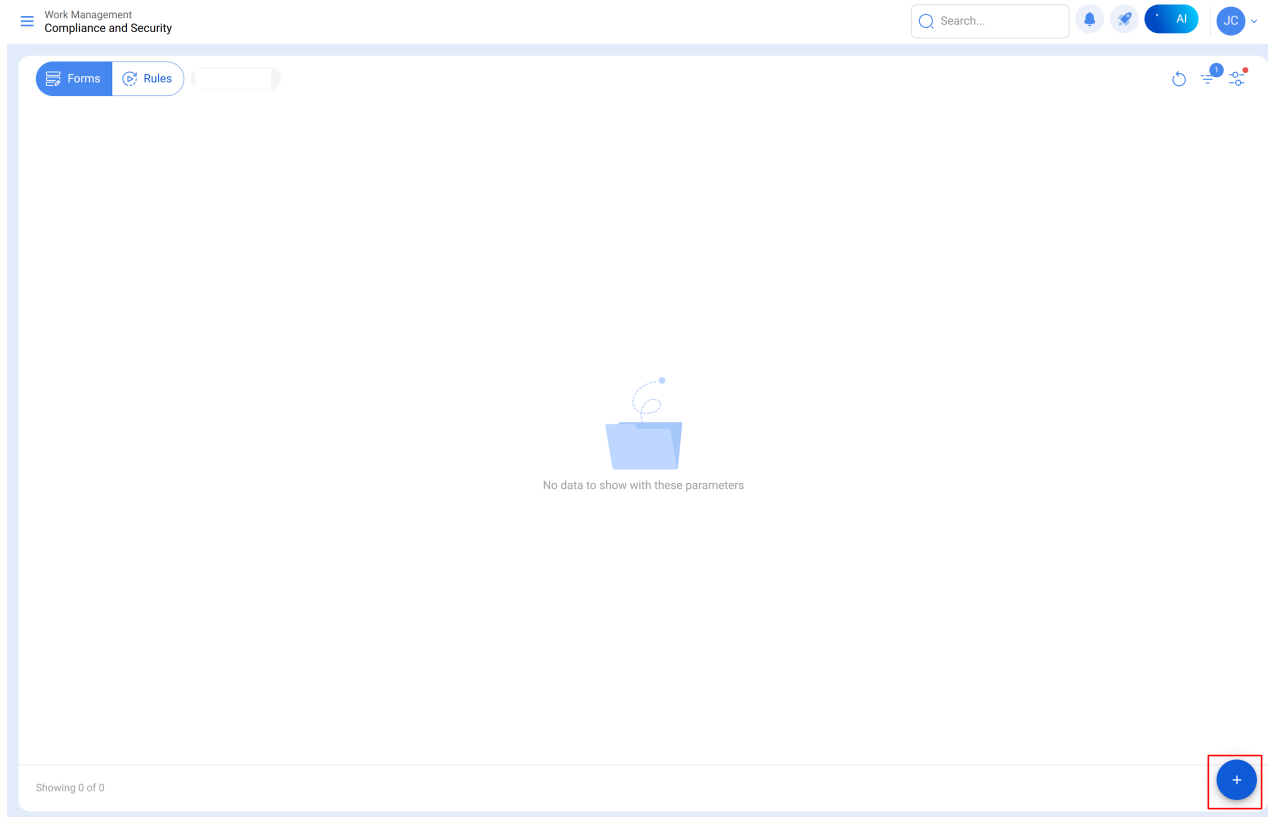 Work Management
Compliance and Security
Search...
AI
JC
Forms
Rules
1
No data to show with these parameters
Showing 0 of 0
+